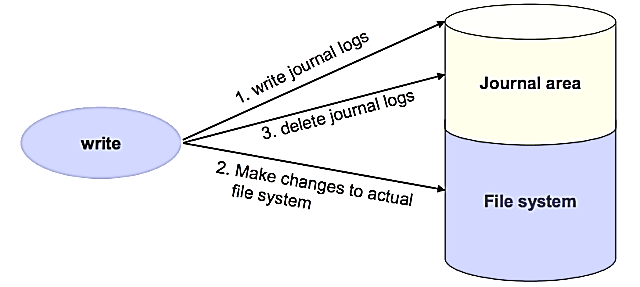 1. write journal logs
Journal area
3. delete journal logs
write
2. Make changes to actual
file system
File system